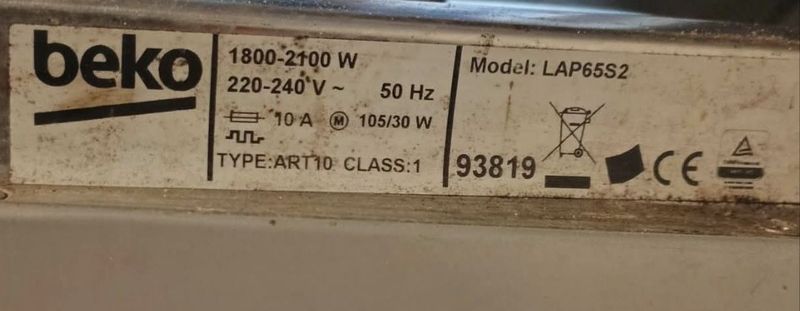 beko
1800-2100 W
220-240 V ~ 50 Hz
10 A M 105/30 W
TYPE:ART10 CLASS:1
Model: LAP65S2
93819
CE